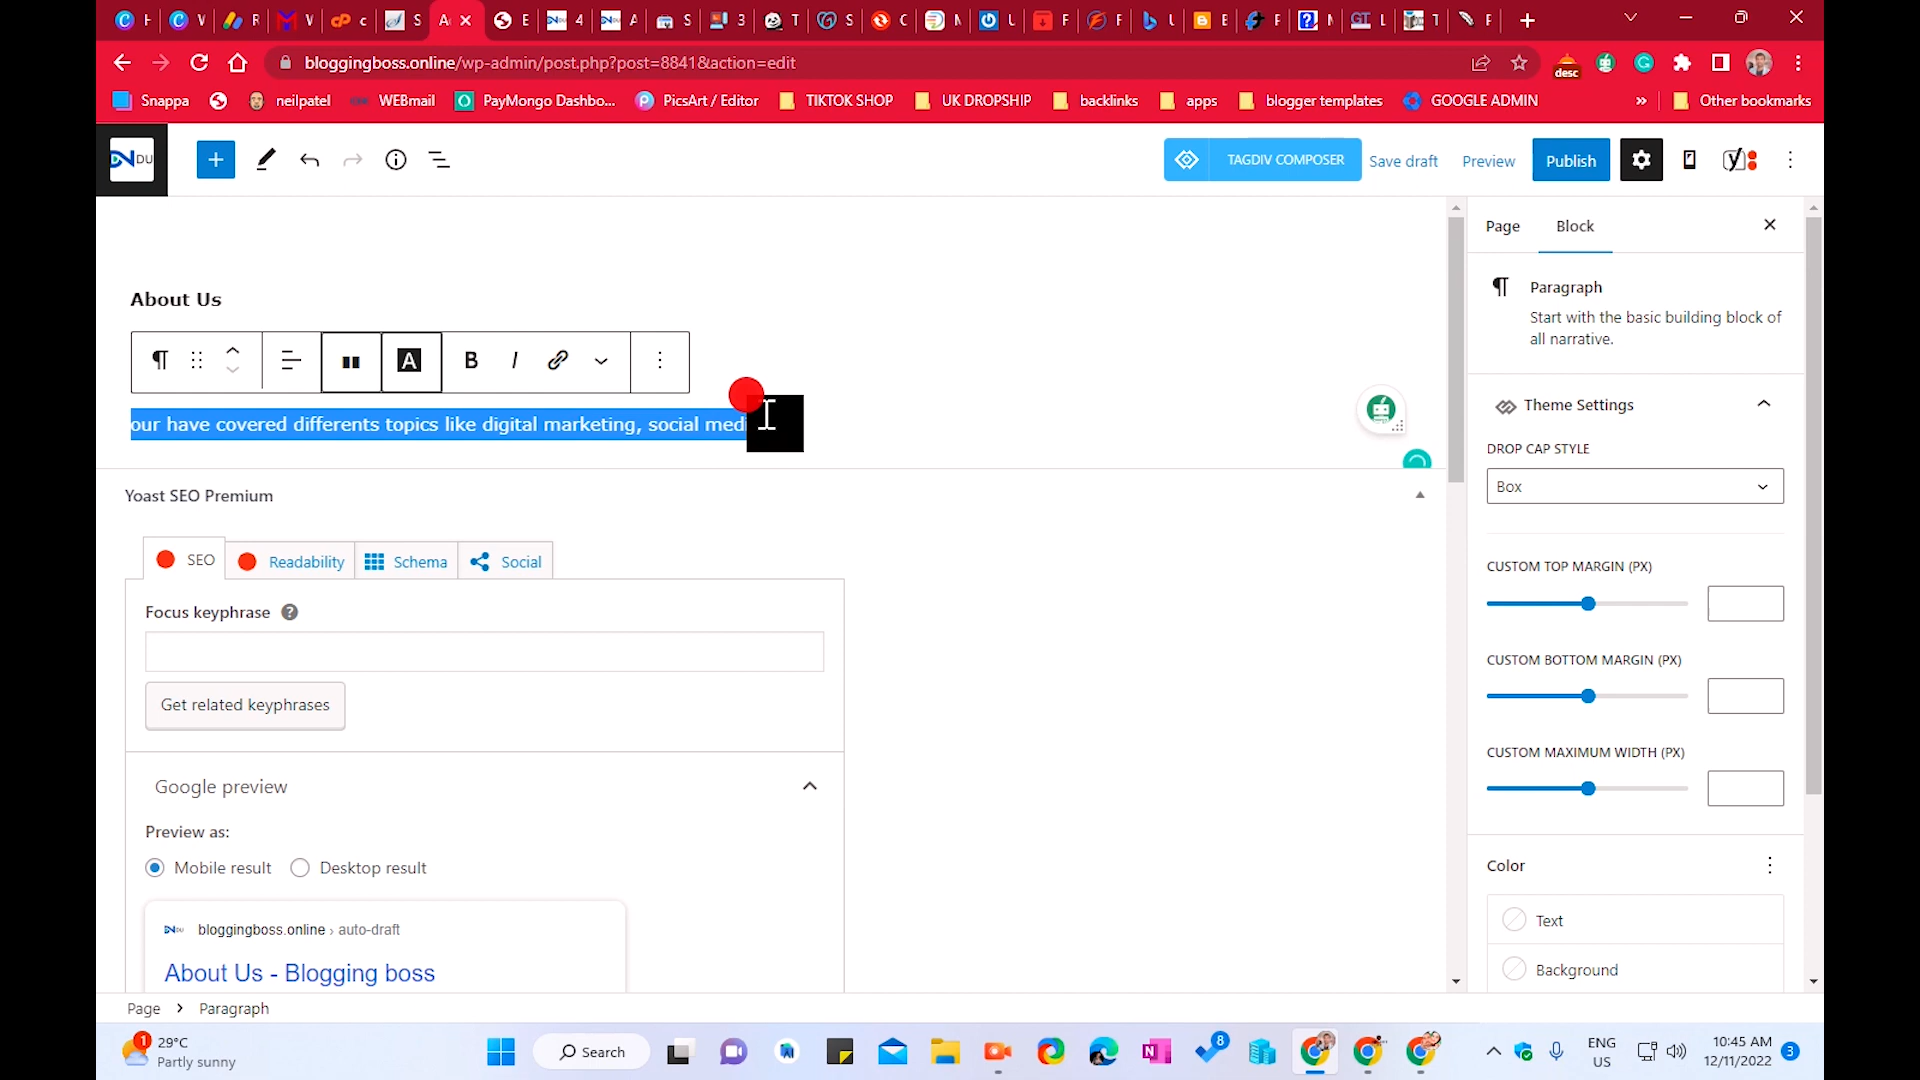 bloggingboss.online/wp-admin/post.php?post=8841&action=edit
desc
Snappa
neilpatel
WEBmail
PayMongo Dashbo...
PicsArt / Editor
TIKTOK SHOP
UK DROPSHIP
backlinks
apps
blogger templates
GOOGLE ADMIN
»
Other bookmarks
TAGDIV COMPOSER
Save draft
Preview
Publish
Page
Block
About Us
Paragraph
Start with the basic building block of
all narrative.
our have covered differents topics like digital marketing, social medi
Theme Settings
DROP CAP STYLE
Box
Yoast SEO Premium
SEO
Readability
Schema
Social
Focus keyphrase
Get related keyphrases
CUSTOM TOP MARGIN (PX)
CUSTOM BOTTOM MARGIN (PX)
CUSTOM MAXIMUM WIDTH (PX)
Google preview
Preview as:
Mobile result
Desktop result
bloggingboss.online › auto-draft
About Us - Blogging boss
Color
Text
Background
Page > Paragraph
1
29°C
Partly sunny
Search
8
ENG
US
10:45 AM
12/11/2022
3